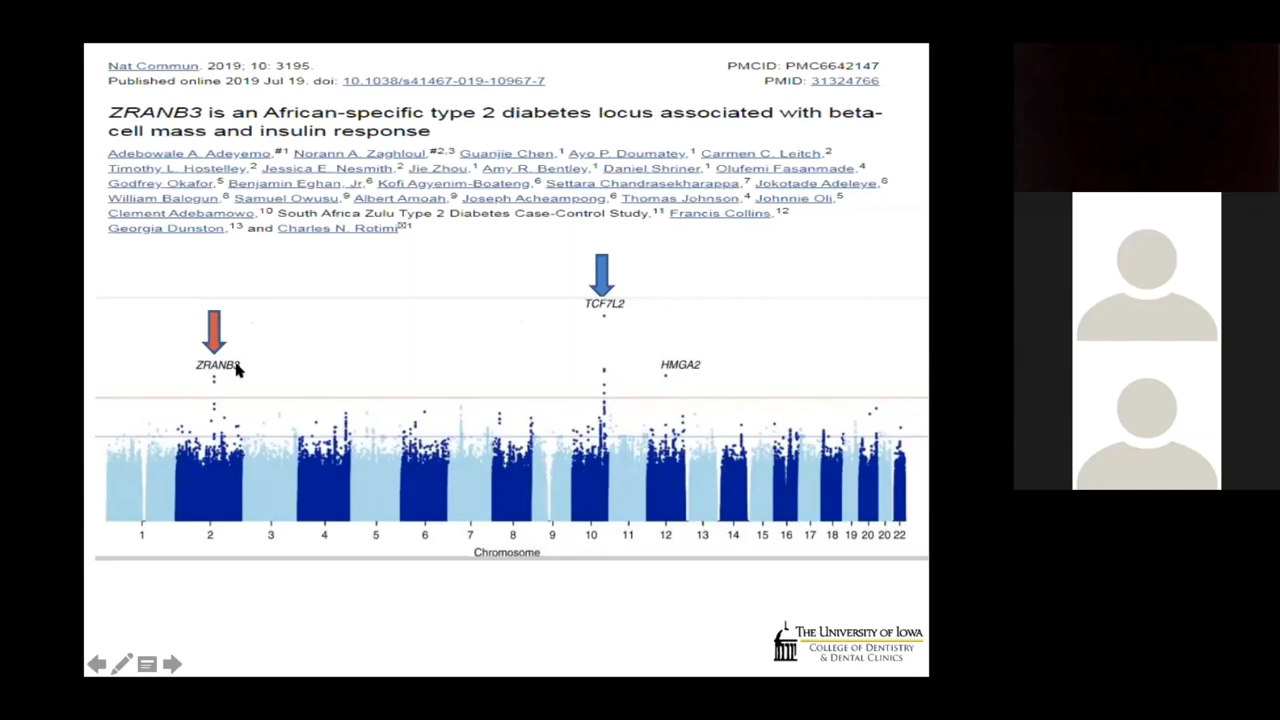 Nat Commun. 2019; 10: 3195.
PMCID: PMC6642147
Published online 2019 Jul 19. doi: 10.1038/s41467-019-10967-7
PMID: 31324766
ZRANB3 is an African-specific type 2 diabetes locus associated with beta-
cell mass and insulin response
Adebowale A. Adeyemo,#1 Norann A. Zaghloul,#2,3 Guanjie Chen,1 Ayo P. Doumatey,1 Carmen C. Leitch,2
Timothy L. Hostelley,2 Jessica E. Nesmith,2 Jie Zhou,1 Amy R. Bentley,1 Daniel Shriner,1 Olufemi Fasanmade,4
Godfrey Okafor,5 Benjamin Eghan, Jr,6 Kofi Agyenim-Boateng,6 Settara Chandrasekharappa,7 Jokotade Adeleye,8
William Balogun,8 Samuel Owusu,9 Albert Amoah,9 Joseph Acheampong,6 Thomas Johnson,4 Johnnie Oli,5
Clement Adebamowo,10 South Africa Zulu Type 2 Diabetes Case-Control Study,11 Francis Collins,12
Georgia Dunston,13 and Charles N. Rotimi✉1
TCF7L2
ZRANB3
HMGA2
1 2 3 4 5 6 7 8 9 10 11 12 13 14 15 16 17 18 19 20 20 22
Chromosome
THE UNIVERSITY OF IOWA
COLLEGE OF DENTISTRY
& DENTAL CLINICS